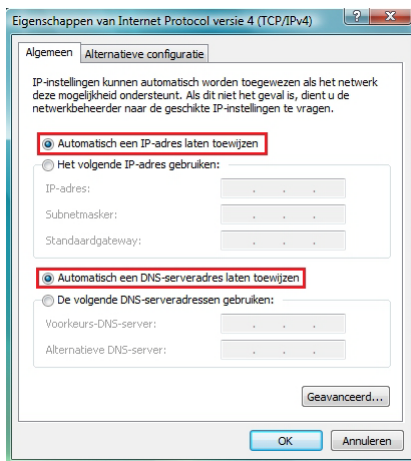 Eigenschappen van Internet Protocol versie 4 (TCP/IPv4)
Algemeen
Alternatieve configuratie
IP-instellingen kunnen automatisch worden toegewezen als het netwerk
deze mogelijkheid ondersteunt. Als dit niet het geval is, dient u de
netwerkbeheerder naar de geschikte IP-instellingen te vragen.
Automatisch een IP-adres laten toewijzen
Het volgende IP-adres gebruiken:
IP-adres:
Subnetmasker:
Standaardgateway:
Automatisch een DNS-serveradres laten toewijzen
De volgende DNS-serveradressen gebruiken:
Voorkeurs-DNS-server:
Alternatieve DNS-server:
Geavanceerd...
OK
Annuleren